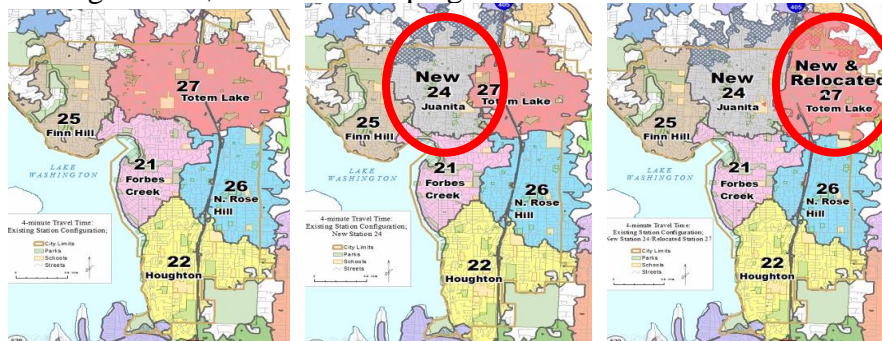 27
Totem Lake
25
Finn Hill
LAKE
WASHINGTON
21
Forbes
Creek
26
N. Rose
Hill
22
Houghton
4-minute Travel Time:
Existing Station Configuration;
City Limits
Parks
Schools
Streets
520
405
New
24
Juanita
27
Totem Lake
25
Finn Hill
LAKE
WASHINGTON
21
Forbes
Creek
26
N. Rose
Hill
22
Houghton
4-minute Travel Time:
Existing Station Configuration;
New Station 24
City Limits
Parks
Schools
Streets
405
New
24
Juanita
New &
Relocated
27
Totem Lake
25
Finn Hill
LAKE
WASHINGTON
21
Forbes
Creek
26
N. Rose
Hill
22
Houghton
4-minute Travel Time:
Existing Station Configuration;
New Station 24/Relocated Station 27
City Limits
Parks
Schools
Streets